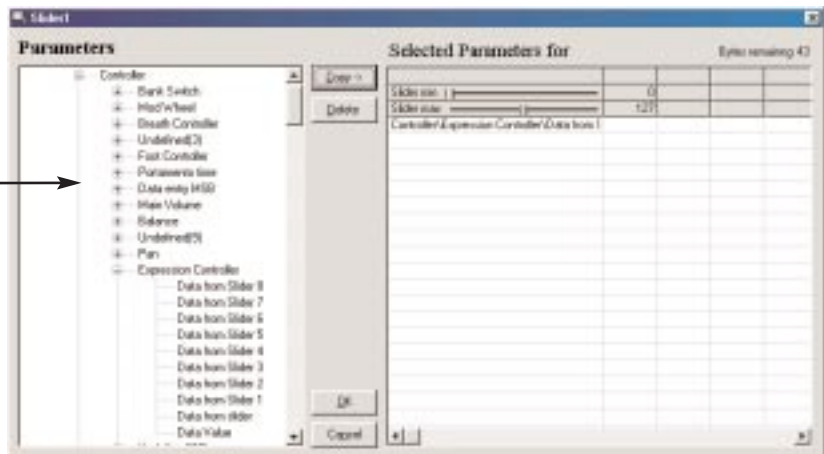 Slider1
Parameters
Controller
Bank Switch
Mod Wheel
Breath Controller
Undefined(3)
Foot Controller
Portamento time
Data entry MSB
Main Volume
Balance
Undefined(9)
Pan
Expression Controller
Data from Slider 8
Data from Slider 7
Data from Slider 6
Data from Slider 5
Data from Slider 4
Data from Slider 3
Data from Slider 2
Data from Slider 1
Data from slider
Data Value
Copy ->
Delete
OK
Cancel
Selected Parameters for
Bytes remaining 43
Slider min 0
Slider max 127
Controller\Expression Controller\Data from